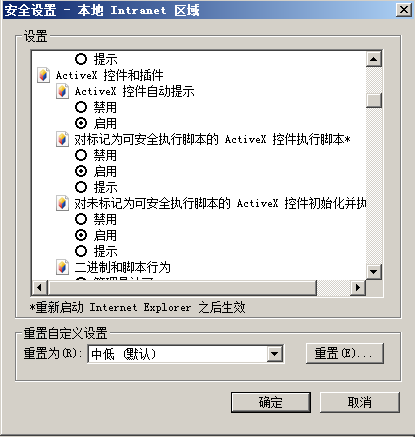 安全设置 - 本地 Intranet 区域
设置
提示
ActiveX 控件和插件
ActiveX 控件自动提示
禁用
启用
对标记为可安全执行脚本的 ActiveX 控件执行脚本*
禁用
启用
提示
对未标记为可安全执行脚本的 ActiveX 控件初始化并执
禁用
启用
提示
二进制和脚本行为
*重新启动 Internet Explorer 之后生效
重置自定义设置
重置为(R): 中低 (默认) 重置(E)...
确定 取消